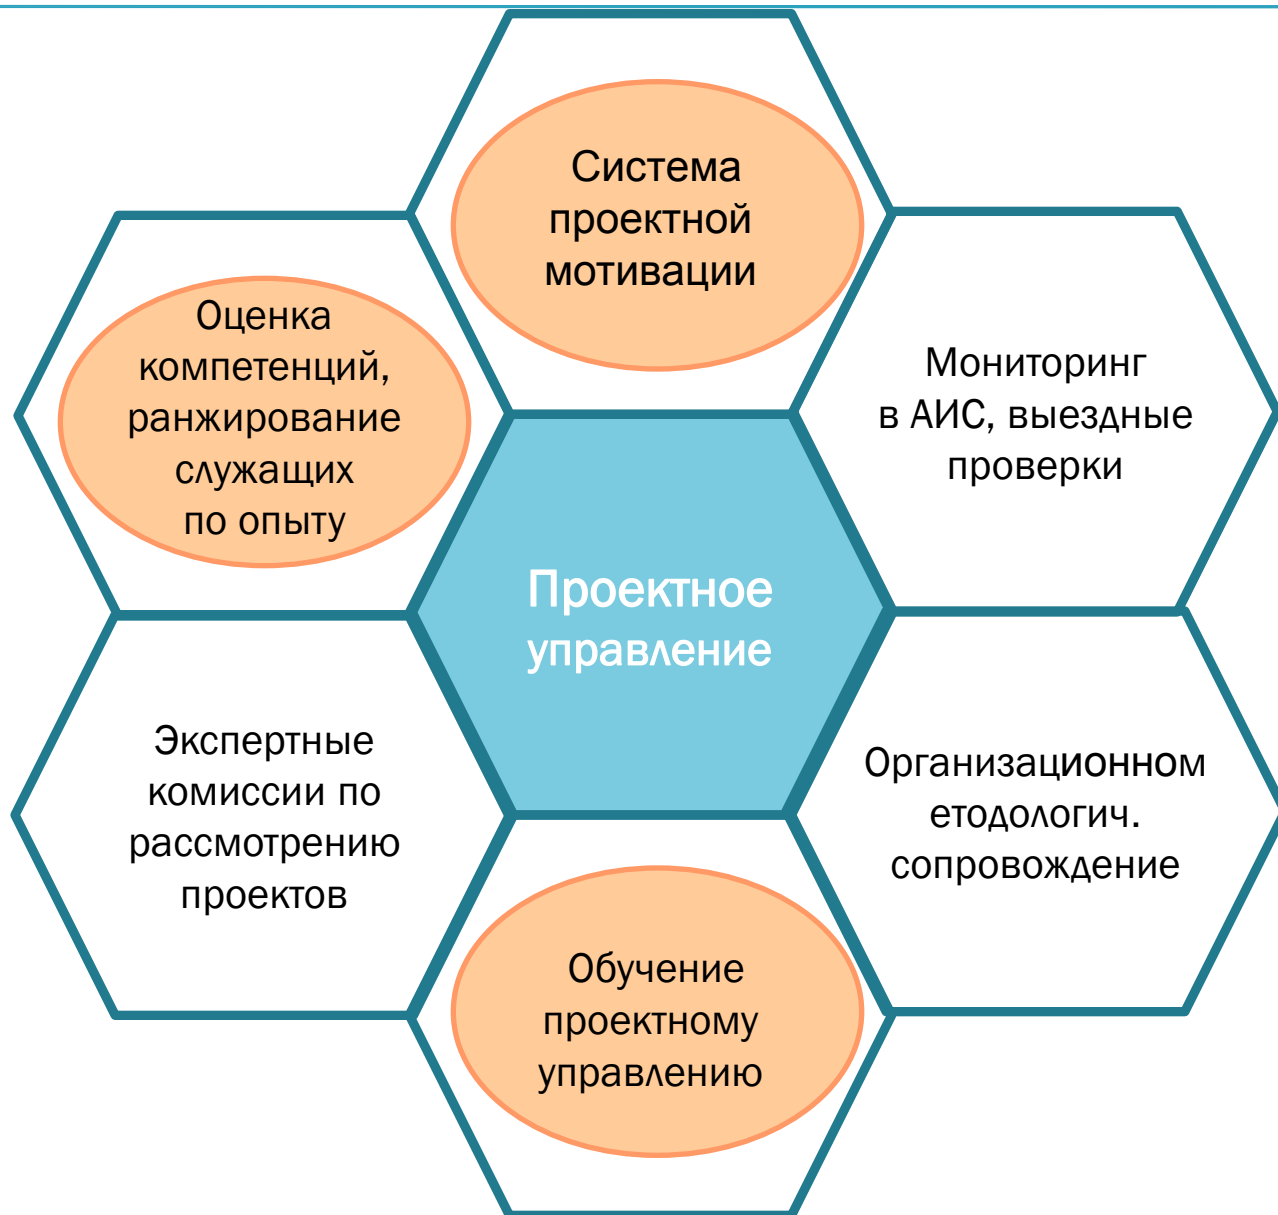 Система
проектной
мотивации
Оценка
компетенций,
ранжирование
служащих
по опыту
Мониторинг
в АИС, выездные
проверки
Проектное
управление
Экспертные
комиссии по
рассмотрению
проектов
Организационном
етодологич.
сопровождение
Обучение
проектному
управлению